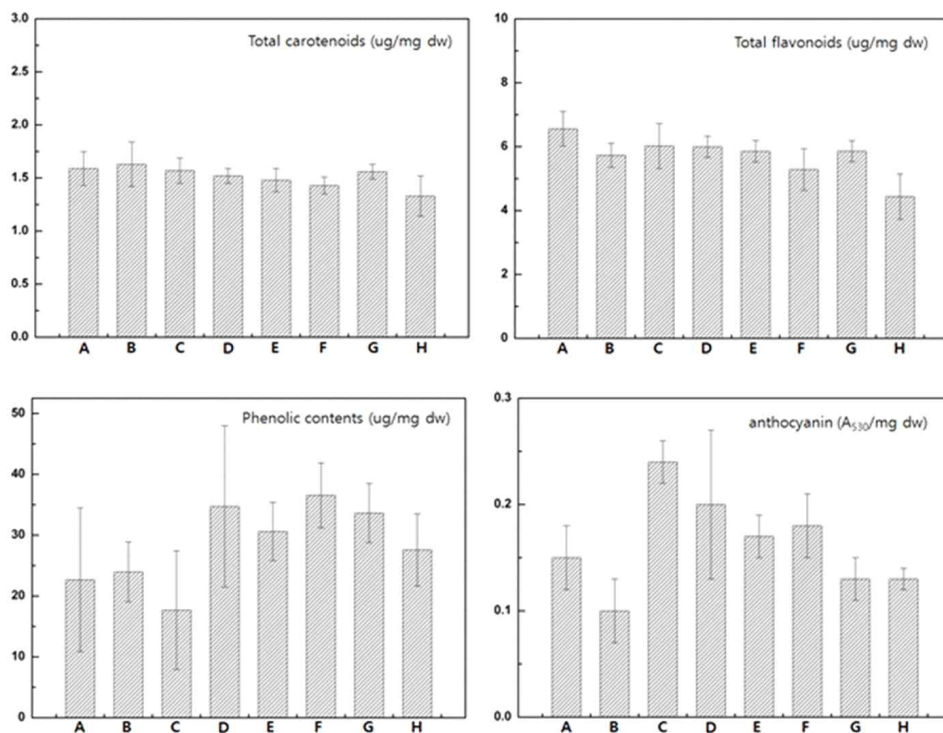 3.0
2.5
2.0
1.5
1.0
0.5
0.0
Total carotenoids (ug/mg dw)
A B C D E F G H
10
8
6
4
2
0
Total flavonoids (ug/mg dw)
A B C D E F G H
50
40
30
20
10
0
Phenolic contents (ug/mg dw)
A B C D E F G H
0.3
0.2
0.1
0.0
anthocyanin (A₅₃₀/mg dw)
A B C D E F G H